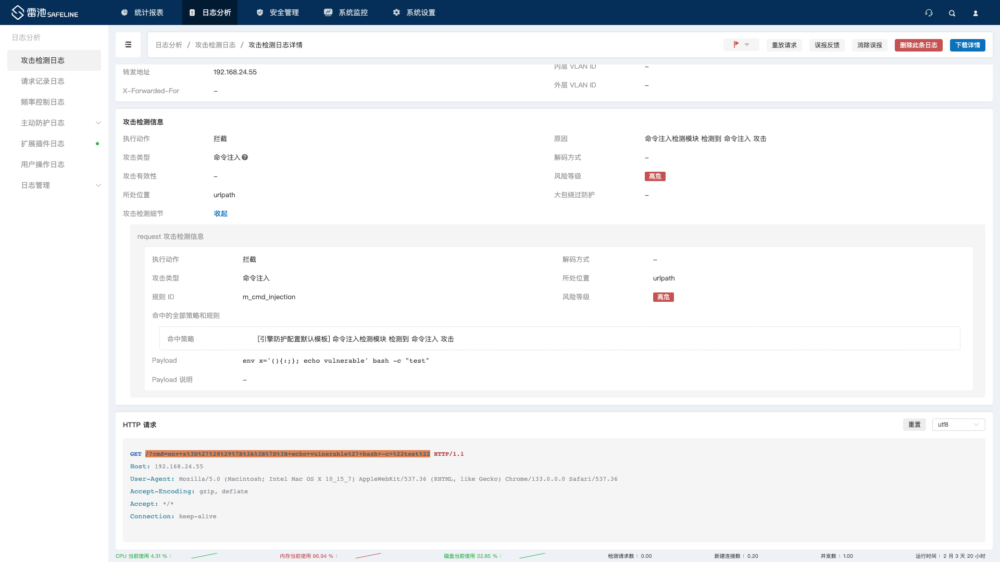 雷池 SAFELINE
统计报表
日志分析
安全管理
系统监控
系统设置
日志分析
攻击检测日志
请求记录日志
频率控制日志
主动防护日志
扩展插件日志
用户操作日志
日志管理
日志分析 / 攻击检测日志 / 攻击检测日志详情
重放请求
误报反馈
消除误报
删除此条日志
下载详情
转发地址 192.168.24.55
内层 VLAN ID –
X-Forwarded-For –
外层 VLAN ID –
攻击检测信息
执行动作 拦截
原因 命令注入检测模块 检测到 命令注入 攻击
攻击类型 命令注入
解码方式 –
攻击有效性 –
风险等级 高危
所处位置 urlpath
大包绕过防护 –
攻击检测细节 收起
request 攻击检测信息
执行动作 拦截
解码方式 –
攻击类型 命令注入
所处位置 urlpath
规则 ID m_cmd_injection
风险等级 高危
命中的全部策略和规则
命中策略 [引擎防护配置默认模板] 命令注入检测模块 检测到 命令注入 攻击
Payload env x='(){:;}; echo vulnerable' bash -c "test"
Payload 说明 –
HTTP 请求
重置
utf8
GET /?cmd=env+x%3D%27%28%29%7B%3A%3B%7D%3B+echo+vulnerable%27+bash+-c+%22test%22 HTTP/1.1
Host: 192.168.24.55
User-Agent: Mozilla/5.0 (Macintosh; Intel Mac OS X 10_15_7) AppleWebKit/537.36 (KHTML, like Gecko) Chrome/133.0.0.0 Safari/537.36
Accept-Encoding: gzip, deflate
Accept: */*
Connection: keep-alive
CPU 当前使用 4.31 % :
内存当前使用 86.94 % :
磁盘当前使用 22.85 % :
检测请求数 : 0.00
新建连接数 : 0.20
并发数 : 1.00
运行时间 : 2 月 3 天 20 小时